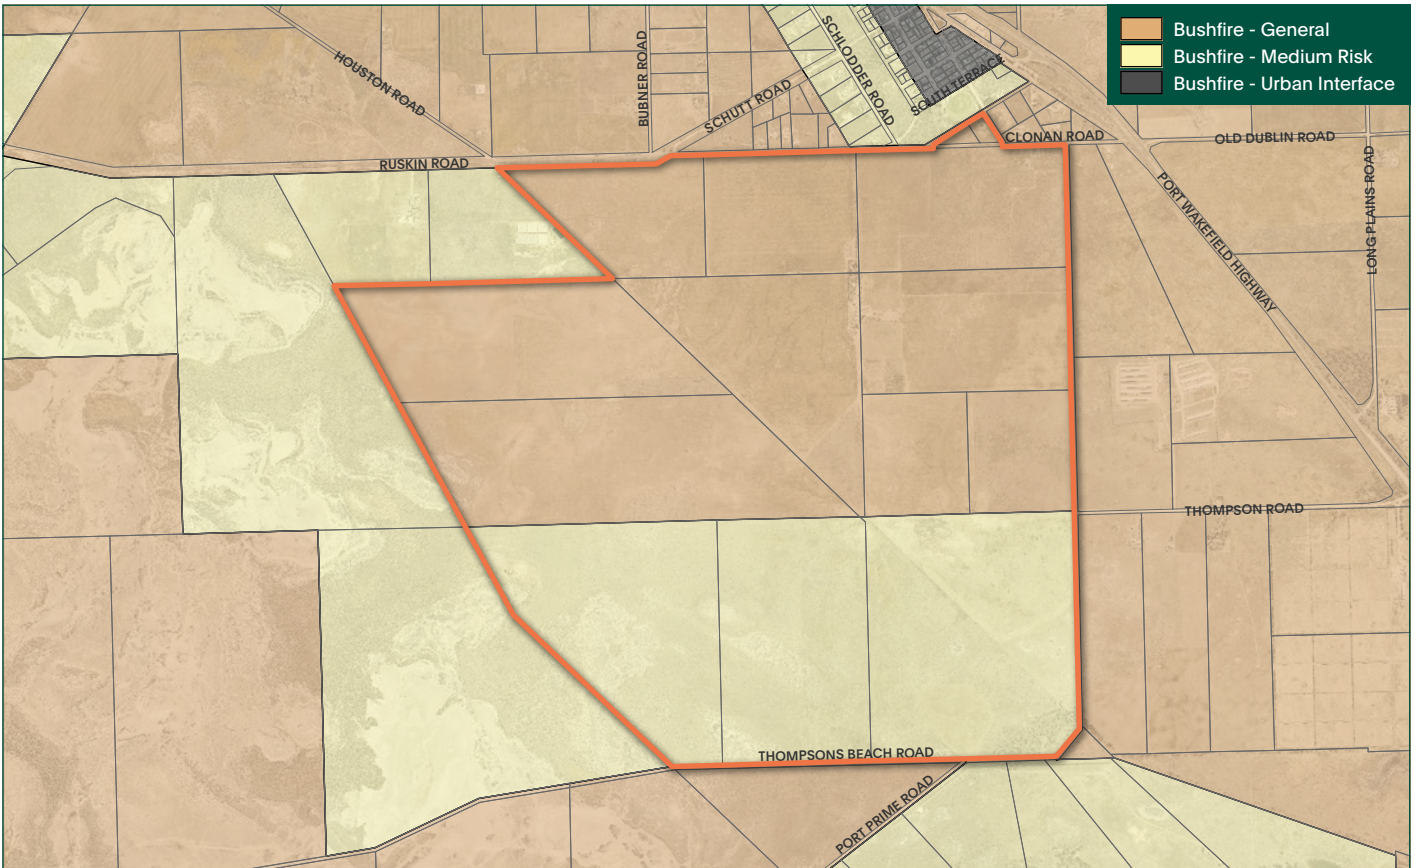 Bushfire - General
Bushfire - Medium Risk
Bushfire - Urban Interface
HOUSTON ROAD
BUBNER ROAD
SCHUTT ROAD
SCHLODDER ROAD
SOUTH TERRACE
RUSKIN ROAD
CLONAN ROAD
OLD DUBLIN ROAD
PORT WAKEFIELD HIGHWAY
LONG PLAINS ROAD
THOMPSON ROAD
THOMPSONS BEACH ROAD
PORT PRIME ROAD